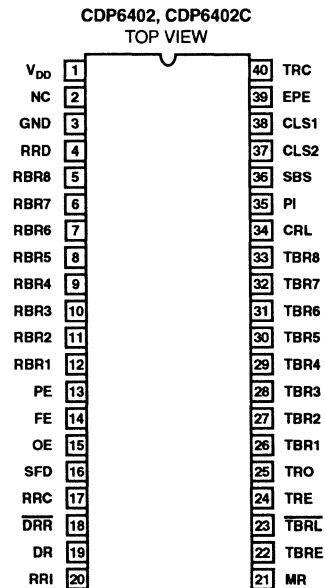 CDP6402, CDP6402C
TOP VIEW
VDD 1 40 TRC
NC 2 39 EPE
GND 3 38 CLS1
RRD 4 37 CLS2
RBR8 5 36 SBS
RBR7 6 35 PI
RBR6 7 34 CRL
RBR5 8 33 TBR8
RBR4 9 32 TBR7
RBR3 10 31 TBR6
RBR2 11 30 TBR5
RBR1 12 29 TBR4
PE 13 28 TBR3
FE 14 27 TBR2
OE 15 26 TBR1
SFD 16 25 TRO
RRC 17 24 TRE
D̅R̅R̅ 18 23 T̅B̅R̅L̅
DR 19 22 TBRE
RRI 20 21 MR